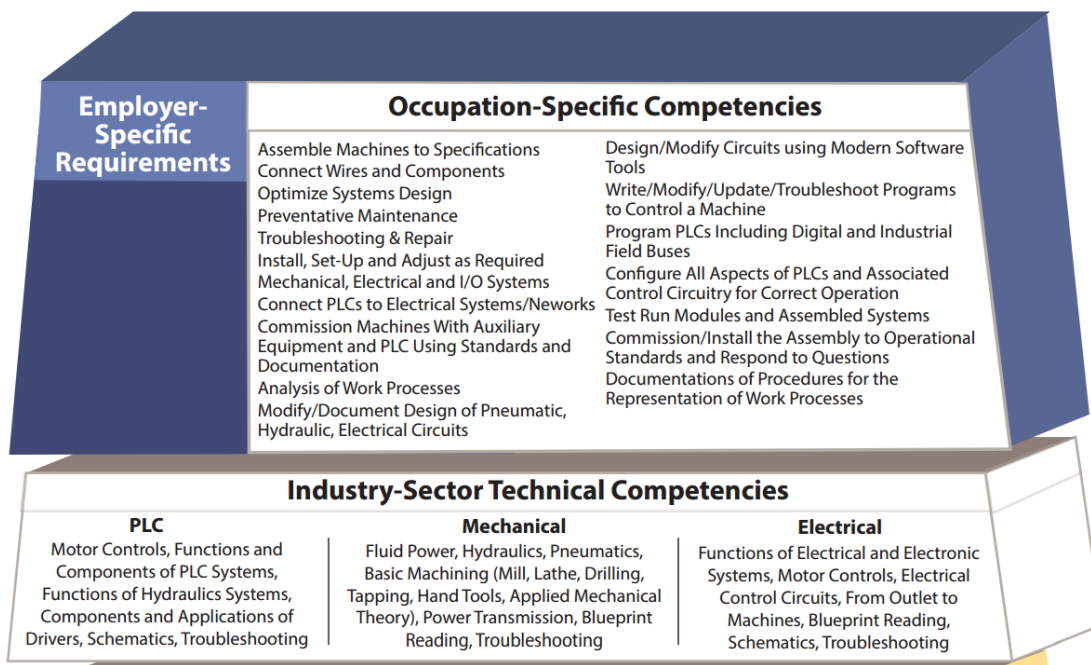 Employer-
Specific
Requirements
Occupation-Specific Competencies
Assemble Machines to Specifications
Connect Wires and Components
Optimize Systems Design
Preventative Maintenance
Troubleshooting & Repair
Install, Set-Up and Adjust as Required
Mechanical, Electrical and I/O Systems
Connect PLCs to Electrical Systems/Neworks
Commission Machines With Auxiliary
Equipment and PLC Using Standards and
Documentation
Analysis of Work Processes
Modify/Document Design of Pneumatic,
Hydraulic, Electrical Circuits
Design/Modify Circuits using Modern Software
Tools
Write/Modify/Update/Troubleshoot Programs
to Control a Machine
Program PLCs Including Digital and Industrial
Field Buses
Configure All Aspects of PLCs and Associated
Control Circuitry for Correct Operation
Test Run Modules and Assembled Systems
Commission/Install the Assembly to Operational
Standards and Respond to Questions
Documentations of Procedures for the
Representation of Work Processes
Industry-Sector Technical Competencies
PLC
Motor Controls, Functions and
Components of PLC Systems,
Functions of Hydraulics Systems,
Components and Applications of
Drivers, Schematics, Troubleshooting
Mechanical
Fluid Power, Hydraulics, Pneumatics,
Basic Machining (Mill, Lathe, Drilling,
Tapping, Hand Tools, Applied Mechanical
Theory), Power Transmission, Blueprint
Reading, Troubleshooting
Electrical
Functions of Electrical and Electronic
Systems, Motor Controls, Electrical
Control Circuits, From Outlet to
Machines, Blueprint Reading,
Schematics, Troubleshooting